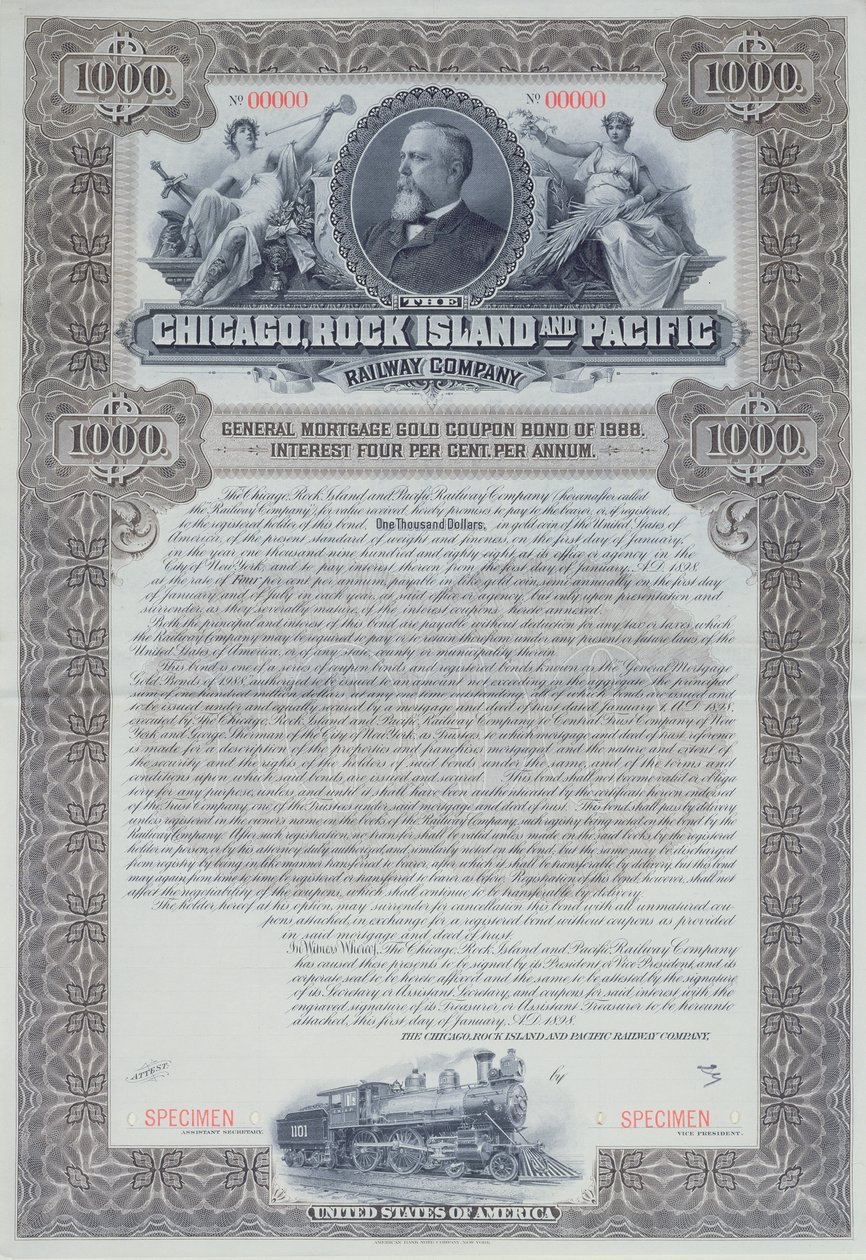 1000.
1000.
Nº 00000
Nº 00000
THE
CHICAGO, ROCK ISLAND AND PACIFIC
RAILWAY COMPANY
1000.
1000.
GENERAL MORTGAGE GOLD COUPON BOND OF 1988.
INTEREST FOUR PER CENT. PER ANNUM.
The Chicago, Rock Island and Pacific Railway Company (hereinafter called
the "Railway Company") for value received, hereby promises to pay to the bearer, or, if registered,
to the registered holder of this bond, One Thousand Dollars, in gold coin of the United States of
America, of the present standard of weight and fineness, on the first day of January,
in the year one thousand nine hundred and eighty eight, at its office or agency in the
City of New York, and to pay interest thereon from the first day of January, A.D. 1898,
at the rate of Four per cent per annum, payable in like gold coin, semi-annually on the first day
of January and of July in each year, at said office or agency, but only upon presentation and
surrender, as they severally mature, of the interest coupons hereto annexed.
Both the principal and interest of this bond are payable without deduction for any tax or taxes which
the Railway Company may be required to pay or to retain therefrom under any present or future laws of the
United States of America, or of any state, county or municipality therein.
This bond is one of a series of coupon bonds and registered bonds, known as the General Mortgage
Gold Bonds of 1988, authorized to be issued to an amount not exceeding in the aggregate the principal
sum of one hundred million dollars, at any one time outstanding, all of which bonds are issued and
to be issued under, and equally secured by a mortgage and deed of trust dated January 1, A.D. 1898,
executed by The Chicago, Rock Island and Pacific Railway Company to Central Trust Company of New
York and George Sherman of the City of New York, as Trustees, to which mortgage and deed of trust reference
is made for a description of the properties and franchises mortgaged, and the nature and extent of
the security, and the rights of the holders of said bonds under the same, and of the terms and
conditions upon which said bonds are issued and secured. This bond shall not become valid or obliga-
tory for any purpose, unless and until it shall have been authenticated by the certificate hereon endorsed
of the Trust Company, one of the Trustees under said mortgage and deed of trust. This bond shall pass by delivery
unless registered in the owner's name on the books of the Railway Company, such registry being noted on the bond by the
Railway Company. After such registration, no transfer shall be valid unless made on the said books by the registered
holder in person, or by his attorney duly authorized, and similarly noted on the bond, but the same may be discharged
from registry by being in like manner transferred to bearer, after which it shall be transferable by delivery, but this bond
may again from time to time be registered or transferred to bearer as before. Registration of this bond, however, shall not
affect the negotiability of the coupons, which shall continue to be transferable by delivery.
The holder hereof at his option, may surrender for cancellation this bond with all unmatured cou-
pons attached, in exchange for a registered bond without coupons as provided
in said mortgage and deed of trust.
In Witness Whereof, The Chicago, Rock Island and Pacific Railway Company
has caused these presents to be signed by its President or Vice President, and its
corporate seal to be hereto affixed and the same to be attested by the signature
of its Secretary or Assistant Secretary, and coupons for said interest with the
engraved signature of its Treasurer or Assistant Treasurer to be hereunto
attached, this first day of January, A.D. 1898.
THE CHICAGO, ROCK ISLAND AND PACIFIC RAILWAY COMPANY,
ATTEST:
by
SPECIMEN
SPECIMEN
ASSISTANT SECRETARY.
VICE PRESIDENT.
1101
UNITED STATES OF AMERICA
AMERICAN BANK NOTE COMPANY, NEW YORK.